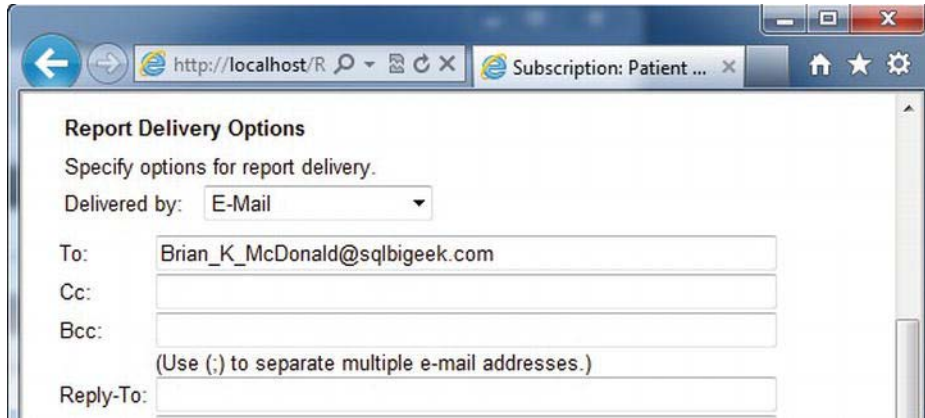 http://localhost/R
Subscription: Patient ...
Report Delivery Options
Specify options for report delivery.
Delivered by: E-Mail
To: Brian_K_McDonald@sqlbigeek.com
Cc:
Bcc:
(Use (;) to separate multiple e-mail addresses.)
Reply-To: